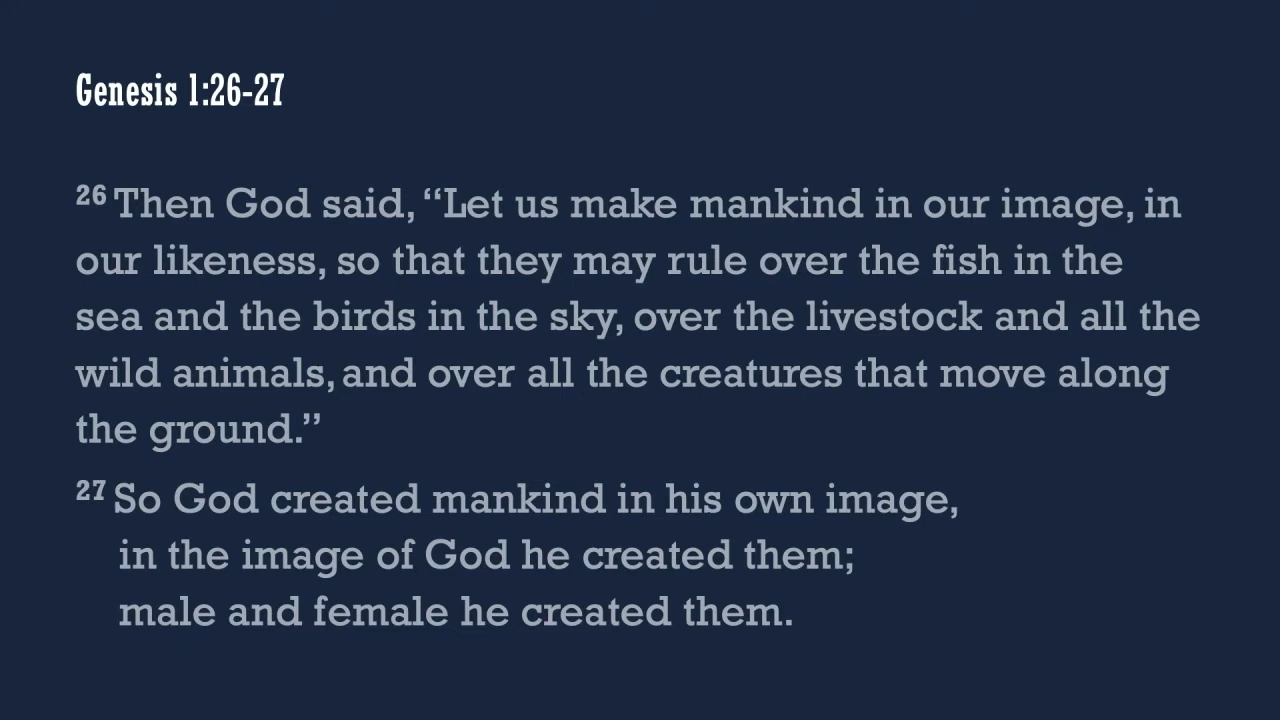 Genesis 1:26-27
26 Then God said, “Let us make mankind in our image, in
our likeness, so that they may rule over the fish in the
sea and the birds in the sky, over the livestock and all the
wild animals, and over all the creatures that move along
the ground.”
27 So God created mankind in his own image,
in the image of God he created them;
male and female he created them.